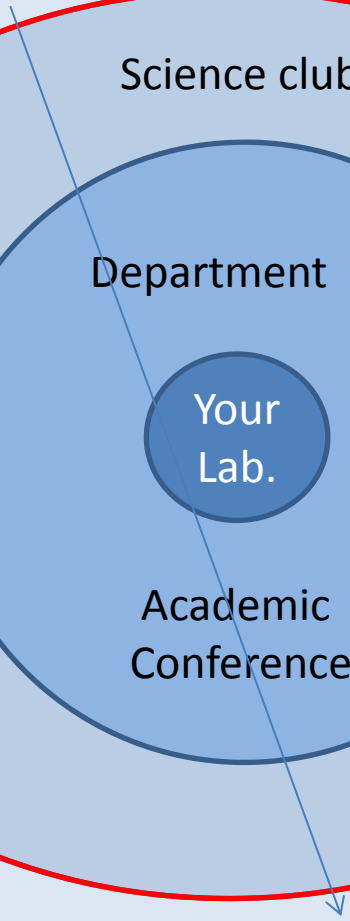 Science club
Department
Your
Lab.
Academic
Conference